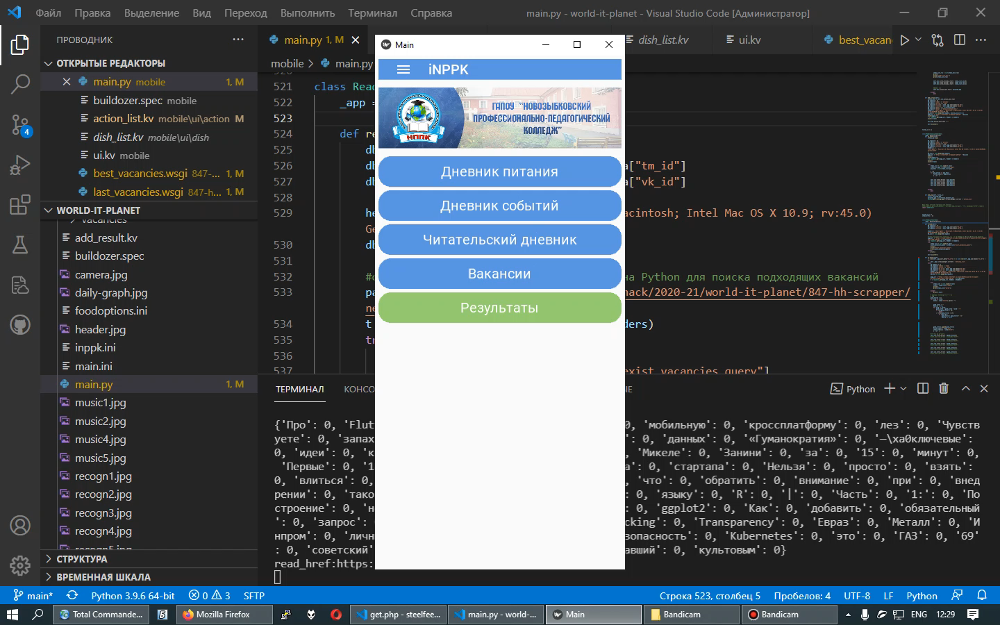 Файл Правка Выделение Вид Переход Выполнить Терминал Справка main.py - world-it-planet - Visual Studio Code [Администратор]
ПРОВОДНИК
ОТКРЫТЫЕ РЕДАКТОРЫ
main.py mobile 1, M
buildozer.spec mobile
action_list.kv mobile\ui\action M
dish_list.kv mobile\ui\dish
ui.kv mobile
best_vacancies.wsgi 847-... 1, M
last_vacancies.wsgi 847-h... 1, M
WORLD-IT-PLANET
vacancies
add_result.kv
buildozer.spec
camera.jpg
daily-graph.jpg
foodoptions.ini
header.jpg
inppk.ini
main.ini
main.py 1, M
music1.jpg
music2.jpg
music4.jpg
music5.jpg
recogn1.jpg
recogn2.jpg
recogn3.jpg
recogn4.jpg
recogn5.jpg
СТРУКТУРА
ВРЕМЕННАЯ ШКАЛА
4
main.py 1, M
dish_list.kv
ui.kv
best_vacan
mobile > main.py
521 class Read
522 _app =
523
524 def re
525 db
526 db a["tm_id"]
527 db a["vk_id"]
528
529 he acintosh; Intel Mac OS X 10.9; rv:45.0)
Ge
530 db
531
532 #c на Python для поиска подходящих вакансий
533 pa hack/2020-21/world-it-planet/847-hh-scrapper/
ne
534 t ders)
535 tr
536
537 exist_vacancies_query"]
Main
iNPPK
НППК
ГАПОУ "НОВОЗЫБКОВСКИЙ
ПРОФЕССИОНАЛЬНО-ПЕДАГОГИЧЕСКИЙ
КОЛЛЕДЖ"
Дневник питания
Дневник событий
Читательский дневник
Вакансии
Результаты
ТЕРМИНАЛ КОНСО НИЕ Python
{'Про': 0, 'Flut 0, 'мобильную': 0, 'кроссплатформу': 0, 'лез': 0, 'Чувств
уете': 0, 'запах ': 0, 'данных': 0, '«Гуманократия»': 0, '—\xa0ключевые':
0, 'идеи': 0, 'к , 'Микеле': 0, 'Занини': 0, 'за': 0, '15': 0, 'минут': 0,
'Первые': 0, '1 а': 0, 'стартапа': 0, 'Нельзя': 0, 'просто': 0, 'взять':
0, 'влиться': 0, 'что': 0, 'обратить': 0, 'внимание': 0, 'при': 0, 'внед
рении': 0, 'тако : 0, 'языку': 0, 'R': 0, '|': 0, 'Часть': 0, '1:': 0, 'По
строение': 0, 'н 0, 'ggplot2': 0, 'Как': 0, 'добавить': 0, 'обязательный
': 0, 'запрос': cking': 0, 'Transparency': 0, 'Евраз': 0, 'Металл': 0, 'И
нпром': 0, 'личн зопасность': 0, 'Kubernetes': 0, 'это': 0, 'ГАЗ': 0, '69'
: 0, 'советский' авший': 0, 'культовым': 0}
read_href:https:
main* Python 3.9.6 64-bit 0 3 SFTP Строка 523, столбец 5 Пробелов: 4 UTF-8 LF Python
Total Commande... Mozilla Firefox get.php - steelfee... main.py - world-... Main Bandicam Bandicam ENG 12:29